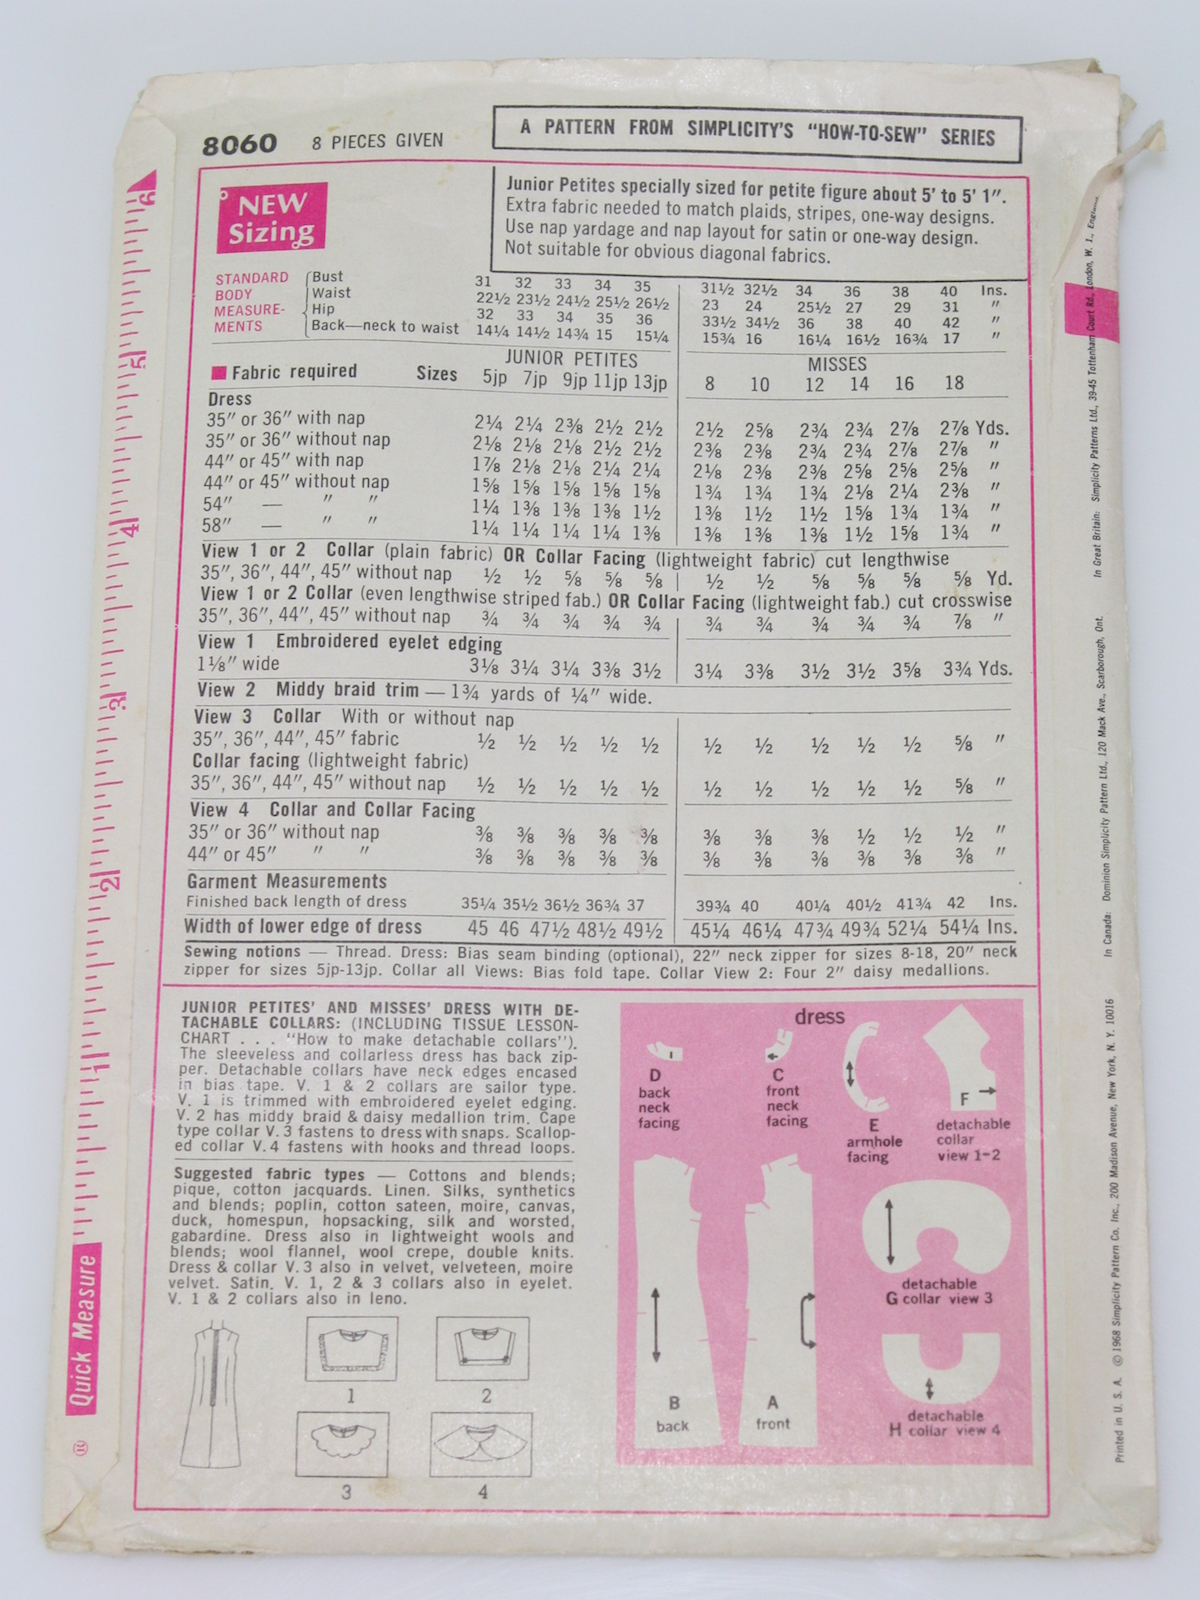 8060 8 PIECES GIVEN
A PATTERN FROM SIMPLICITY'S "HOW-TO-SEW" SERIES
NEW
Sizing
Junior Petites specially sized for petite figure about 5' to 5' 1".
Extra fabric needed to match plaids, stripes, one-way designs.
Use nap yardage and nap layout for satin or one-way design.
Not suitable for obvious diagonal fabrics.
STANDARD BODY MEASURE-MENTS
Bust 31 32 33 34 35 31½ 32½ 34 36 38 40 Ins.
Waist 22½ 23½ 24½ 25½ 26½ 23 24 25½ 27 29 31 "
Hip 32 33 34 35 36 33½ 34½ 36 38 40 42 "
Back—neck to waist 14¼ 14½ 14¾ 15 15¼ 15¾ 16 16¼ 16½ 16¾ 17 "
JUNIOR PETITES MISSES
Fabric required Sizes 5jp 7jp 9jp 11jp 13jp 8 10 12 14 16 18
Dress
35" or 36" with nap 2¼ 2¼ 2⅜ 2½ 2½ 2½ 2⅝ 2¾ 2¾ 2⅞ 2⅞ Yds.
35" or 36" without nap 2⅛ 2⅛ 2⅛ 2½ 2½ 2⅜ 2⅜ 2¾ 2¾ 2⅞ 2⅞ "
44" or 45" with nap 1⅞ 2⅛ 2⅛ 2¼ 2¼ 2⅛ 2⅜ 2⅜ 2⅝ 2⅝ 2⅝ "
44" or 45" without nap 1⅝ 1⅝ 1⅝ 1⅝ 1⅝ 1¾ 1¾ 1¾ 2⅛ 2¼ 2⅜ "
54" — " " 1¼ 1⅜ 1⅜ 1⅜ 1½ 1⅜ 1½ 1½ 1⅝ 1¾ 1¾ "
58" — " " 1¼ 1¼ 1¼ 1¼ 1⅜ 1⅜ 1⅜ 1⅜ 1½ 1⅝ 1¾ "
View 1 or 2 Collar (plain fabric) OR Collar Facing (lightweight fabric) cut lengthwise
35", 36", 44", 45" without nap ½ ½ ⅝ ⅝ ⅝ ½ ½ ⅝ ⅝ ⅝ ⅝ Yd.
View 1 or 2 Collar (even lengthwise striped fab.) OR Collar Facing (lightweight fab.) cut crosswise
35", 36", 44", 45" without nap ¾ ¾ ¾ ¾ ¾ ¾ ¾ ¾ ¾ ¾ ⅞ "
View 1 Embroidered eyelet edging
1⅛" wide 3⅛ 3¼ 3¼ 3⅜ 3½ 3¼ 3⅜ 3½ 3½ 3⅝ 3¾ Yds.
View 2 Middy braid trim — 1¾ yards of ¼" wide.
View 3 Collar With or without nap
35", 36", 44", 45" fabric ½ ½ ½ ½ ½ ½ ½ ½ ½ ½ ⅝ "
Collar facing (lightweight fabric)
35", 36", 44", 45" without nap ½ ½ ½ ½ ½ ½ ½ ½ ½ ½ ⅝ "
View 4 Collar and Collar Facing
35" or 36" without nap ⅜ ⅜ ⅜ ⅜ ⅜ ⅜ ⅜ ⅜ ½ ½ ½ "
44" or 45" " " ⅜ ⅜ ⅜ ⅜ ⅜ ⅜ ⅜ ⅜ ⅜ ⅜ ⅜ "
Garment Measurements
Finished back length of dress 35¼ 35½ 36½ 36¾ 37 39¾ 40 40¼ 40½ 41¾ 42 Ins.
Width of lower edge of dress 45 46 47½ 48½ 49½ 45¼ 46¼ 47¾ 49¾ 52¼ 54¼ Ins.
Sewing notions — Thread. Dress: Bias seam binding (optional), 22" neck zipper for sizes 8-18, 20" neck
zipper for sizes 5jp-13jp. Collar all Views: Bias fold tape. Collar View 2: Four 2" daisy medallions.
JUNIOR PETITES' AND MISSES' DRESS WITH DE-
TACHABLE COLLARS: (INCLUDING TISSUE LESSON-
CHART . . . "How to make detachable collars").
The sleeveless and collarless dress has back zip-
per. Detachable collars have neck edges encased
in bias tape. V. 1 & 2 collars are sailor type.
V. 1 is trimmed with embroidered eyelet edging.
V. 2 has middy braid & daisy medallion trim. Cape
type collar V. 3 fastens to dress with snaps. Scallop-
ed collar V. 4 fastens with hooks and thread loops.
Suggested fabric types — Cottons and blends;
pique, cotton jacquards. Linen. Silks, synthetics
and blends; poplin, cotton sateen, moire, canvas,
duck, homespun, hopsacking, silk and worsted,
gabardine. Dress also in lightweight wools and
blends; wool flannel, wool crepe, double knits.
Dress & collar V. 3 also in velvet, velveteen, moire
velvet. Satin. V. 1, 2 & 3 collars also in eyelet.
V. 1 & 2 collars also in leno.
1
2
3
4
dress
D
back
neck
facing
C
front
neck
facing
E
armhole
facing
F
detachable
collar
view 1-2
B
back
A
front
detachable
G collar view 3
detachable
H collar view 4
6
5
4
3
2
1
Quick Measure
®
Printed in U. S. A. © 1968 Simplicity Pattern Co. Inc., 200 Madison Avenue, New York, N. Y. 10016 In Canada: Dominion Simplicity Pattern Ltd., 120 Mack Ave., Scarborough, Ont. In Great Britain: Simplicity Patterns Ltd., 39-45 Tottenham Court Rd., London, W. 1.,